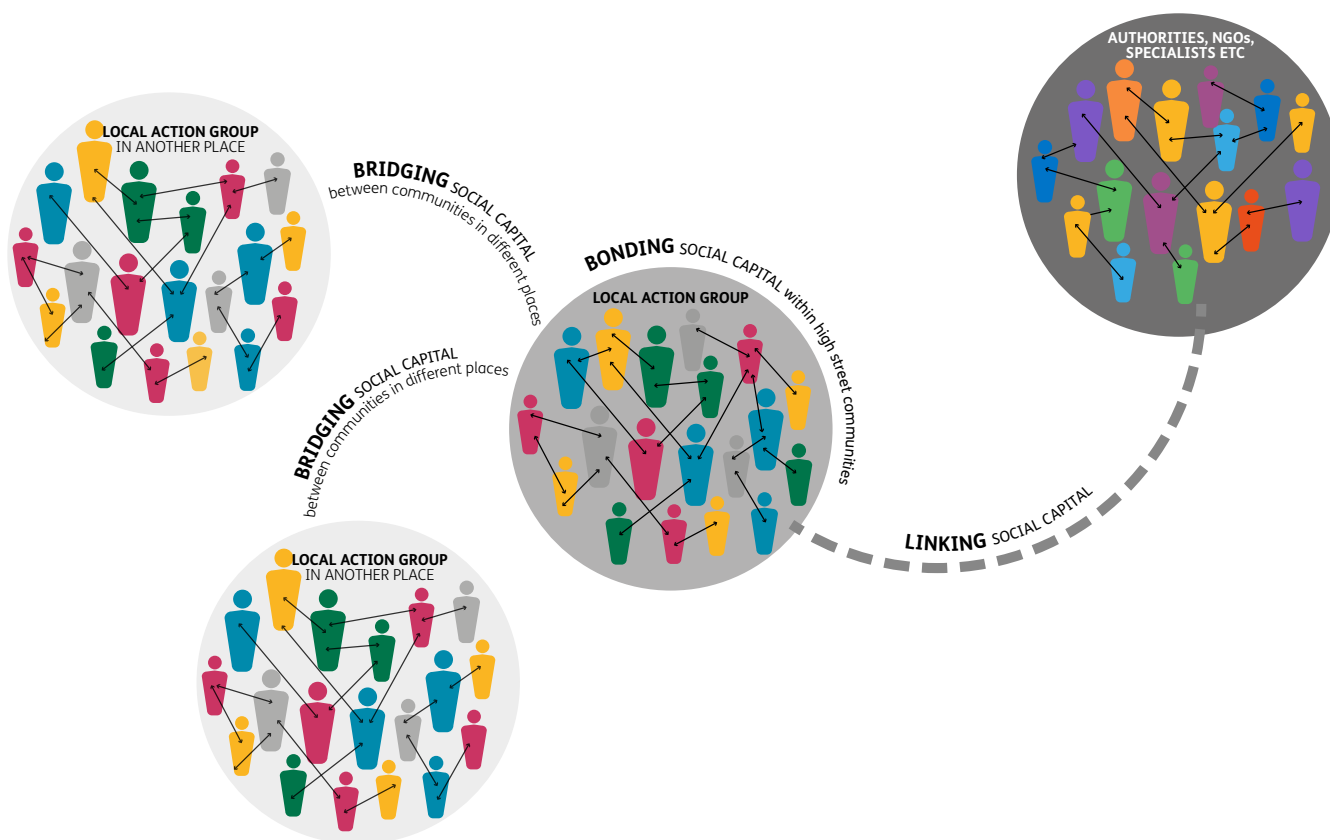 AUTHORITIES, NGOs,
SPECIALISTS ETC
LOCAL ACTION GROUP
IN ANOTHER PLACE
BRIDGING SOCIAL CAPITAL
between communities in different places
BONDING SOCIAL CAPITAL within high street communities
LOCAL ACTION GROUP
BRIDGING SOCIAL CAPITAL
between communities in different places
LINKING SOCIAL CAPITAL
LOCAL ACTION GROUP
IN ANOTHER PLACE